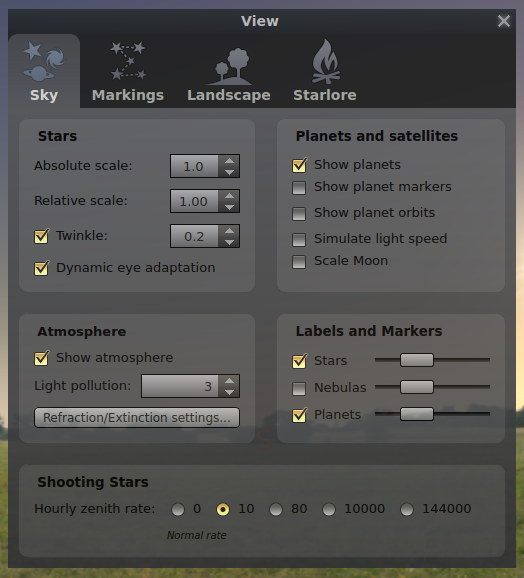 View
Sky Markings Landscape Starlore
Stars
Absolute scale: 1.0
Relative scale: 1.00
Twinkle: 0.2
Dynamic eye adaptation
Planets and satellites
Show planets
Show planet markers
Show planet orbits
Simulate light speed
Scale Moon
Atmosphere
Show atmosphere
Light pollution: 3
Refraction/Extinction settings...
Labels and Markers
Stars
Nebulas
Planets
Shooting Stars
Hourly zenith rate: 0 10 80 10000 144000
Normal rate